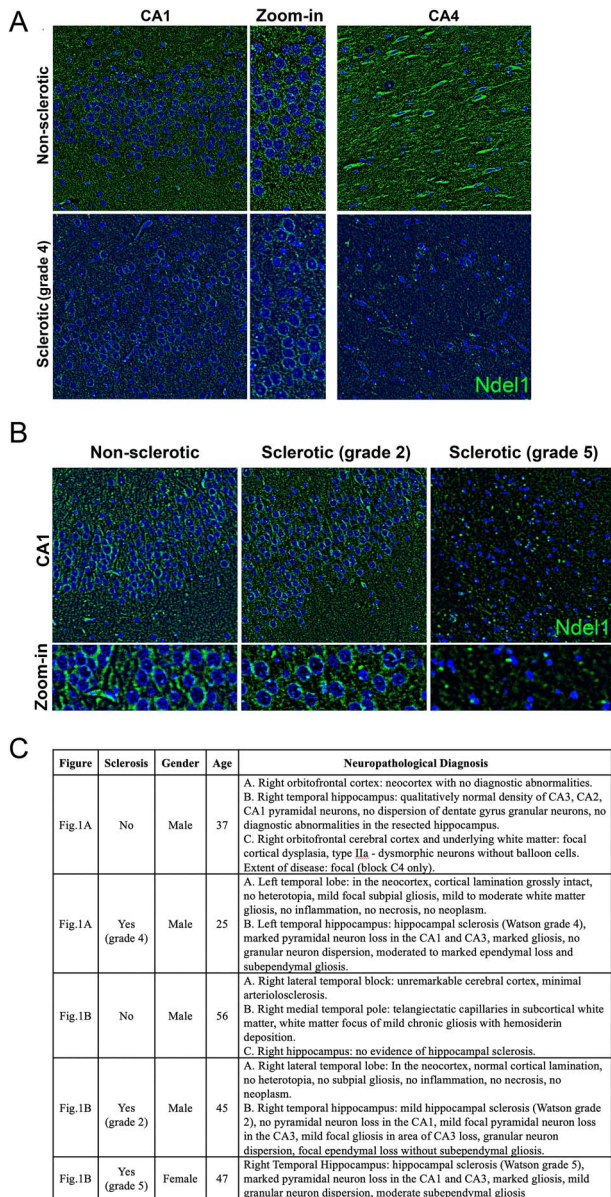 A
CA1
Zoom-in
CA4
Non-sclerotic
Sclerotic (grade 4)
Ndel1
B
Non-sclerotic
Sclerotic (grade 2)
Sclerotic (grade 5)
CA1
Ndel1
Zoom-in
C
Figure Sclerosis Gender Age Neuropathological Diagnosis
Fig.1A No Male 37
A. Right orbitofrontal cortex: neocortex with no diagnostic abnormalities.
B. Right temporal hippocampus: qualitatively normal density of CA3, CA2,
CA1 pyramidal neurons, no dispersion of dentate gyrus granular neurons, no
diagnostic abnormalities in the resected hippocampus.
C. Right orbitofrontal cerebral cortex and underlying white matter: focal
cortical dysplasia, type IIa - dysmorphic neurons without balloon cells.
Extent of disease: focal (block C4 only).
Fig.1A Yes (grade 4) Male 25
A. Left temporal lobe: in the neocortex, cortical lamination grossly intact,
no heterotopia, mild focal subpial gliosis, mild to moderate white matter
gliosis, no inflammation, no necrosis, no neoplasm.
B. Left temporal hippocampus: hippocampal sclerosis (Watson grade 4),
marked pyramidal neuron loss in the CA1 and CA3, marked gliosis, no
granular neuron dispersion, moderate to marked ependymal loss and
subependymal gliosis.
Fig.1B No Male 56
A. Right lateral temporal block: unremarkable cerebral cortex, minimal
arteriolosclerosis.
B. Right medial temporal pole: telangiectatic capillaries in subcortical white
matter, white matter focus of mild chronic gliosis with hemosiderin
deposition.
C. Right hippocampus: no evidence of hippocampal sclerosis.
Fig.1B Yes (grade 2) Male 45
A. Right lateral temporal lobe: In the neocortex, normal cortical lamination,
no heterotopia, no subpial gliosis, no inflammation, no necrosis, no
neoplasm.
B. Right temporal hippocampus: mild hippocampal sclerosis (Watson grade
2), no pyramidal neuron loss in the CA1, mild focal pyramidal neuron loss
in the CA3, mild focal gliosis in area of CA3 loss, granular neuron
dispersion, focal ependymal loss without subependymal gliosis.
Fig.1B Yes (grade 5) Female 47
Right Temporal Hippocampus: hippocampal sclerosis (Watson grade 5),
marked pyramidal neuron loss in the CA1 and CA3, marked gliosis, mild
granular neuron dispersion, moderate subependymal gliosis